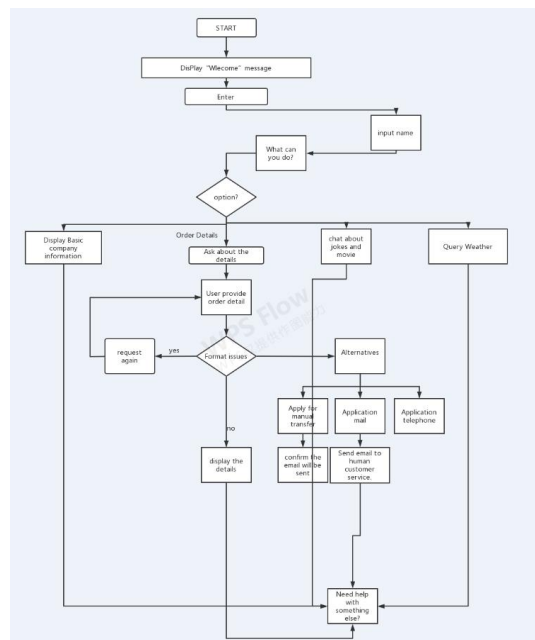 START
DisPlay "Wlecome" message
Enter
input name
What can
you do?
option?
Display Basic
company
information
Order Details
Ask about the
details
chat about
jokes and
movie
Query Weather
User provide
order detail
WPS Flow
request
again
yes
Format issues
Alternatives
Apply for
manual
transfer
Application
mail
Application
telephone
no
display the
details
confirm the
email will be
sent
Send email to
human
customer
service.
Need help
with
something
else?